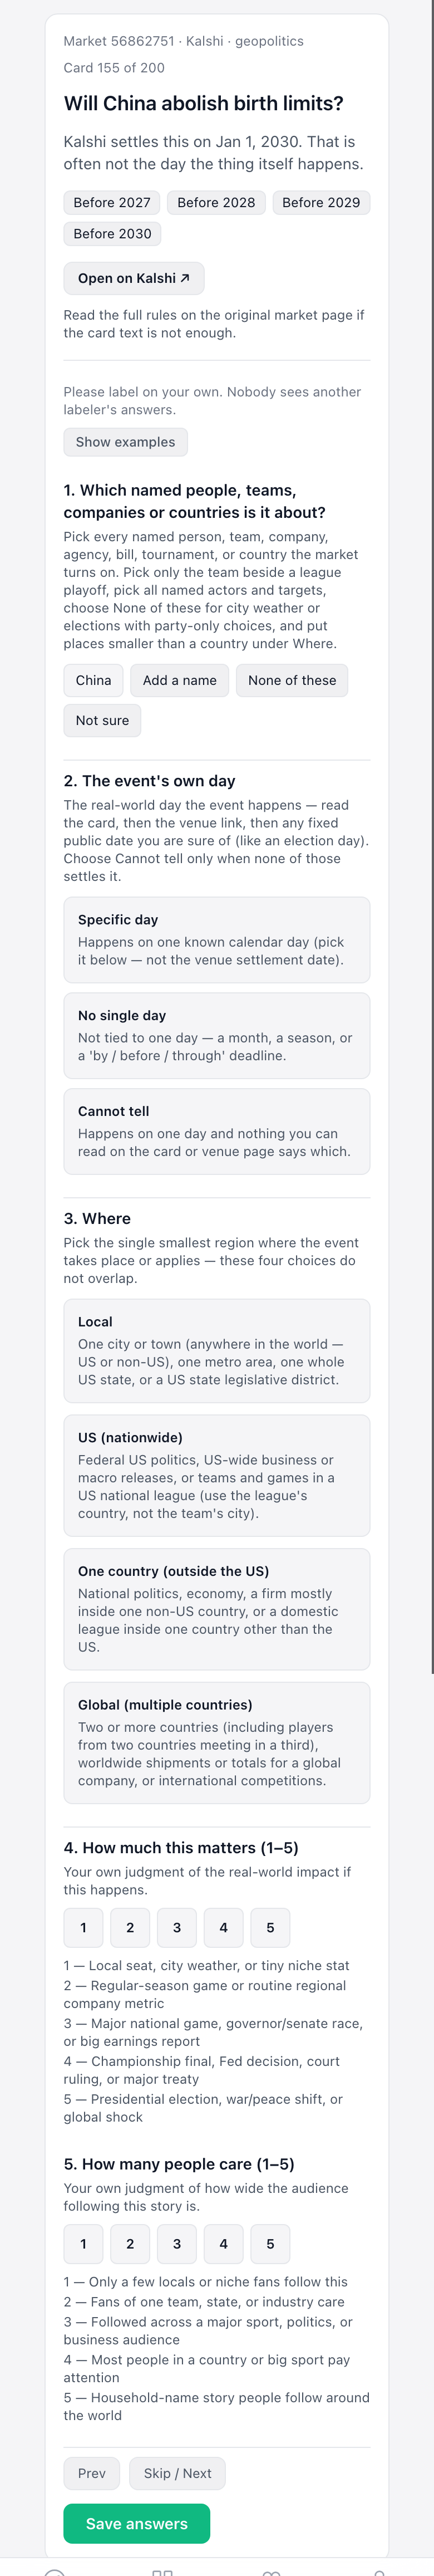 Market 56862751 · Kalshi · geopolitics
Card 155 of 200
Will China abolish birth limits?
Kalshi settles this on Jan 1, 2030. That is
often not the day the thing itself happens.
Before 2027
Before 2028
Before 2029
Before 2030
Open on Kalshi ↗
Read the full rules on the original market page if
the card text is not enough.
Please label on your own. Nobody sees another
labeler's answers.
Show examples
1. Which named people, teams,
companies or countries is it about?
Pick every named person, team, company,
agency, bill, tournament, or country the market
turns on. Pick only the team beside a league
playoff, pick all named actors and targets,
choose None of these for city weather or
elections with party-only choices, and put
places smaller than a country under Where.
China
Add a name
None of these
Not sure
2. The event's own day
The real-world day the event happens — read
the card, then the venue link, then any fixed
public date you are sure of (like an election day).
Choose Cannot tell only when none of those
settles it.
Specific day
Happens on one known calendar day (pick
it below — not the venue settlement date).
No single day
Not tied to one day — a month, a season, or
a 'by / before / through' deadline.
Cannot tell
Happens on one day and nothing you can
read on the card or venue page says which.
3. Where
Pick the single smallest region where the event
takes place or applies — these four choices do
not overlap.
Local
One city or town (anywhere in the world —
US or non-US), one metro area, one whole
US state, or a US state legislative district.
US (nationwide)
Federal US politics, US-wide business or
macro releases, or teams and games in a
US national league (use the league's
country, not the team's city).
One country (outside the US)
National politics, economy, a firm mostly
inside one non-US country, or a domestic
league inside one country other than the
US.
Global (multiple countries)
Two or more countries (including players
from two countries meeting in a third),
worldwide shipments or totals for a global
company, or international competitions.
4. How much this matters (1–5)
Your own judgment of the real-world impact if
this happens.
1
2
3
4
5
1 — Local seat, city weather, or tiny niche stat
2 — Regular-season game or routine regional
company metric
3 — Major national game, governor/senate race,
or big earnings report
4 — Championship final, Fed decision, court
ruling, or major treaty
5 — Presidential election, war/peace shift, or
global shock
5. How many people care (1–5)
Your own judgment of how wide the audience
following this story is.
1
2
3
4
5
1 — Only a few locals or niche fans follow this
2 — Fans of one team, state, or industry care
3 — Followed across a major sport, politics, or
business audience
4 — Most people in a country or big sport pay
attention
5 — Household-name story people follow around
the world
Prev
Skip / Next
Save answers